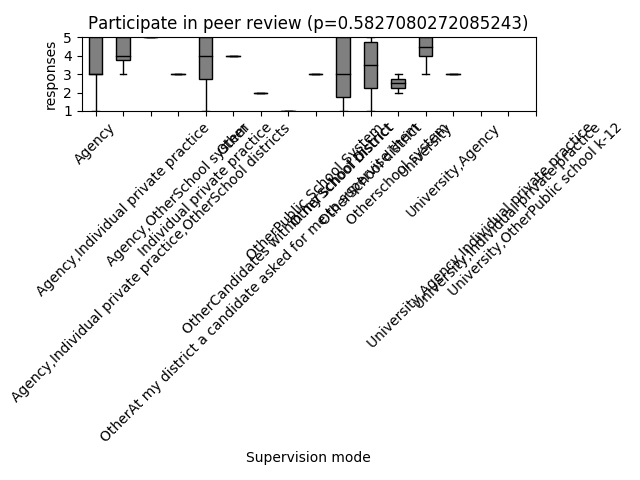 Participate in peer review (p=0.5827080272085243)
responses
5
4
3
2
1
Agency
Agency,Individual private practice
Agency,Individual private practice,OtherSchool districts
Agency,OtherSchool system
Individual private practice
Other
OtherAt my district a candidate asked for me to supervise them
OtherCandidates within my School district
OtherPublic School System
OtherSchool district
Otherschool system
University
University,Agency
University,Agency,Individual private practice
University,Individual private practice
University,OtherPublic school k-12
Supervision mode